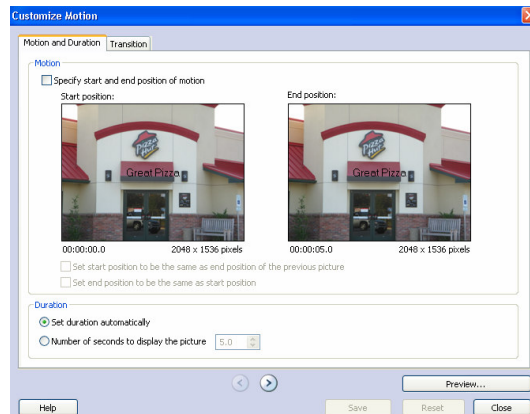 Customize Motion
Motion and Duration
Transition
Motion
Specify start and end position of motion
Start position:
End position:
Pizza Hut
Great Pizza
Pizza Hut
Great Pizza
00:00:00.0
2048 x 1536 pixels
00:00:05.0
2048 x 1536 pixels
Set start position to be the same as end position of the previous picture
Set end position to be the same as start position
Duration
Set duration automatically
Number of seconds to display the picture
5.0
Preview...
Help
Save
Reset
Close